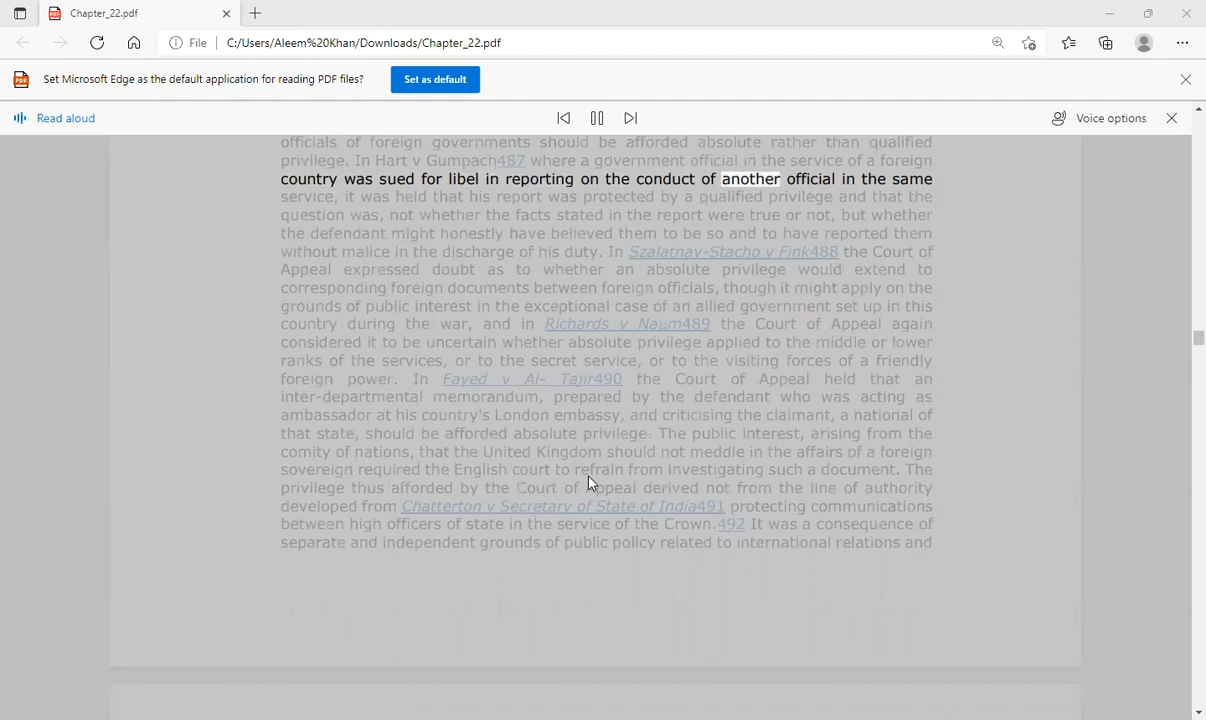 Chapter_22.pdf
File
C:/Users/Aleem%20Khan/Downloads/Chapter_22.pdf
Set Microsoft Edge as the default application for reading PDF files?
Set as default
Read aloud
Voice options
officials of foreign governments should be afforded absolute rather than qualified
privilege. In Hart v Gumpach487 where a government official in the service of a foreign
country was sued for libel in reporting on the conduct of another official in the same
service, it was held that his report was protected by a qualified privilege and that the
question was, not whether the facts stated in the report were true or not, but whether
the defendant might honestly have believed them to be so and to have reported them
without malice in the discharge of his duty. In Szalatnay-Stacho v Fink488 the Court of
Appeal expressed doubt as to whether an absolute privilege would extend to
corresponding foreign documents between foreign officials, though it might apply on the
grounds of public interest in the exceptional case of an allied government set up in this
country during the war, and in Richards v Naum489 the Court of Appeal again
considered it to be uncertain whether absolute privilege applied to the middle or lower
ranks of the services, or to the secret service, or to the visiting forces of a friendly
foreign power. In Fayed v Al- Tajir490 the Court of Appeal held that an
inter-departmental memorandum, prepared by the defendant who was acting as
ambassador at his country's London embassy, and criticising the claimant, a national of
that state, should be afforded absolute privilege. The public interest, arising from the
comity of nations, that the United Kingdom should not meddle in the affairs of a foreign
sovereign required the English court to refrain from investigating such a document. The
privilege thus afforded by the Court of Appeal derived not from the line of authority
developed from Chatterton v Secretary of State of India491 protecting communications
between high officers of state in the service of the Crown.492 It was a consequence of
separate and independent grounds of public policy related to international relations and